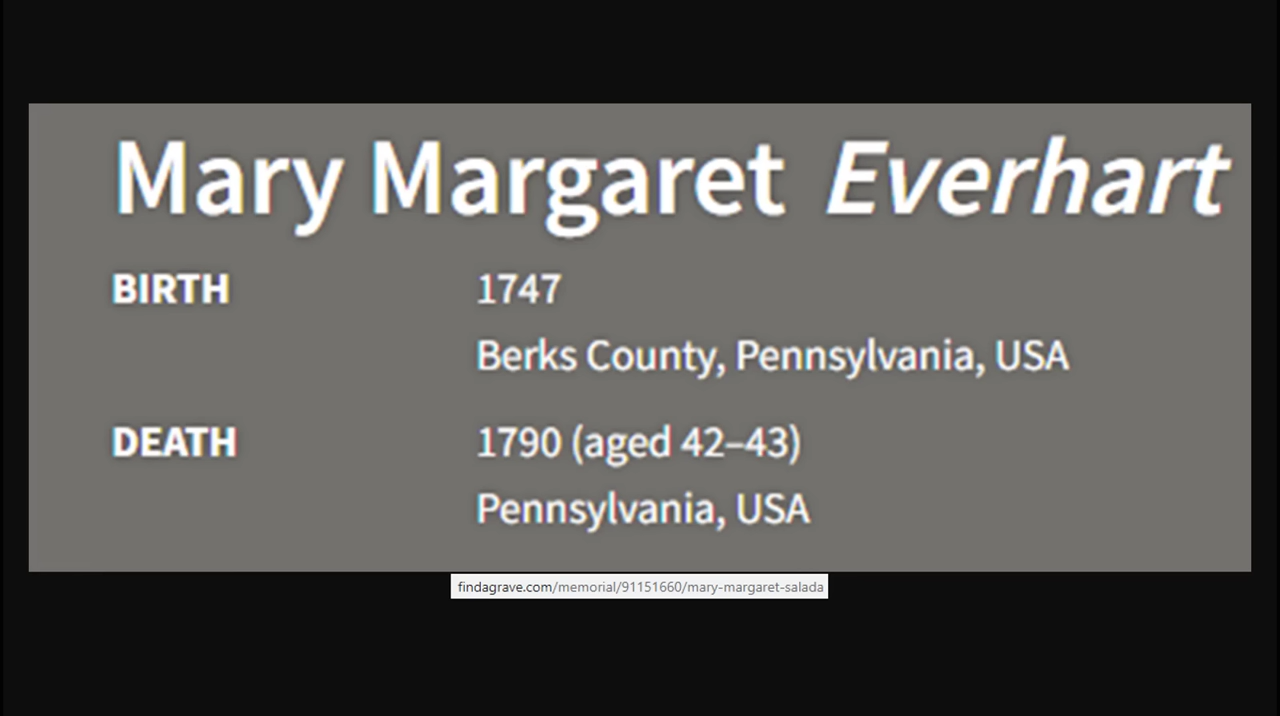 Mary Margaret Everhart
BIRTH 1747
Berks County, Pennsylvania, USA
DEATH 1790 (aged 42–43)
Pennsylvania, USA
findagrave.com/memorial/91151660/mary-margaret-salada